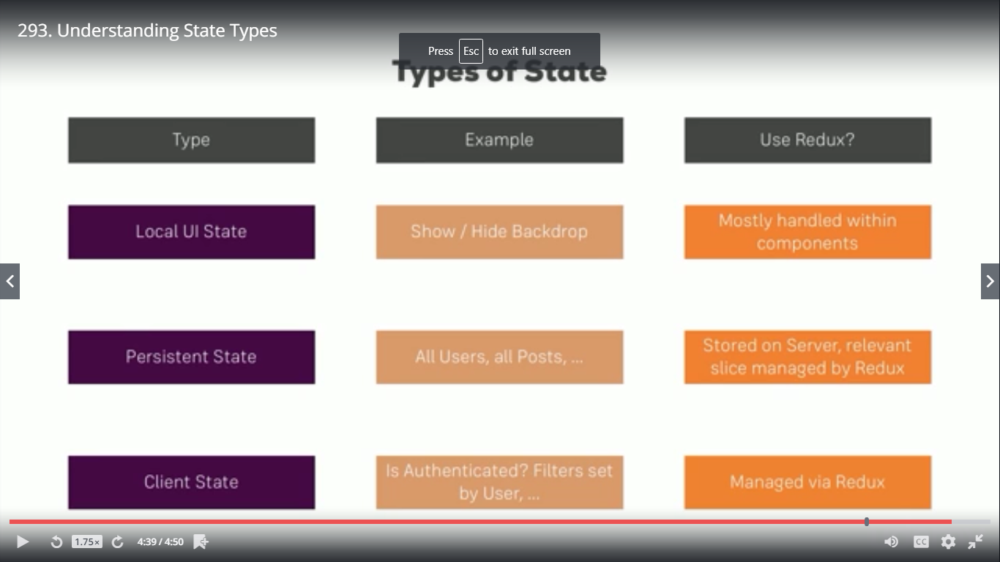 293. Understanding State Types
Press Esc to exit full screen
Types of State
Type
Example
Use Redux?
Local UI State
Show / Hide Backdrop
Mostly handled within
components
Persistent State
All Users, all Posts, ...
Stored on Server, relevant
slice managed by Redux
Client State
Is Authenticated? Filters set
by User, ...
Managed via Redux
1.75×
4:39 / 4:50
CC